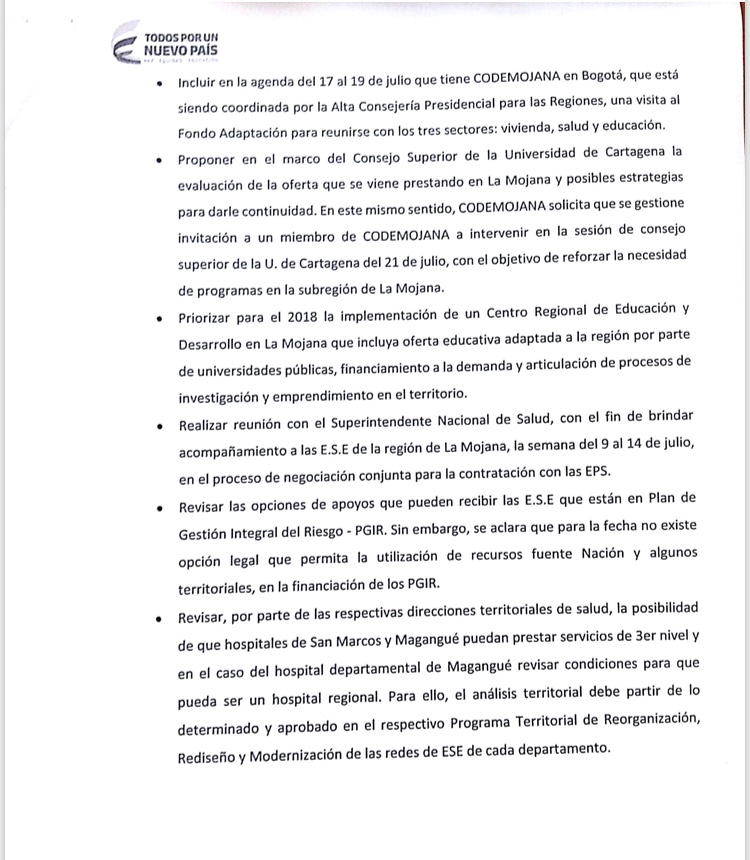 TODOS POR UN
NUEVO PAÍS
• Incluir en la agenda del 17 al 19 de julio que tiene CODEMOJANA en Bogotá, que está
siendo coordinada por la Alta Consejería Presidencial para las Regiones, una visita al
Fondo Adaptación para reunirse con los tres sectores: vivienda, salud y educación.
• Proponer en el marco del Consejo Superior de la Universidad de Cartagena la
evaluación de la oferta que se viene prestando en La Mojana y posibles estrategias
para darle continuidad. En este mismo sentido, CODEMOJANA solicita que se gestione
invitación a un miembro de CODEMOJANA a intervenir en la sesión de consejo
superior de la U. de Cartagena del 21 de julio, con el objetivo de reforzar la necesidad
de programas en la subregión de La Mojana.
• Priorizar para el 2018 la implementación de un Centro Regional de Educación y
Desarrollo en La Mojana que incluya oferta educativa adaptada a la región por parte
de universidades públicas, financiamiento a la demanda y articulación de procesos de
investigación y emprendimiento en el territorio.
• Realizar reunión con el Superintendente Nacional de Salud, con el fin de brindar
acompañamiento a las E.S.E de la región de La Mojana, la semana del 9 al 14 de julio,
en el proceso de negociación conjunta para la contratación con las EPS.
• Revisar las opciones de apoyos que pueden recibir las E.S.E que están en Plan de
Gestión Integral del Riesgo - PGIR. Sin embargo, se aclara que para la fecha no existe
opción legal que permita la utilización de recursos fuente Nación y algunos
territoriales, en la financiación de los PGIR.
• Revisar, por parte de las respectivas direcciones territoriales de salud, la posibilidad
de que hospitales de San Marcos y Magangué puedan prestar servicios de 3er nivel y
en el caso del hospital departamental de Magangué revisar condiciones para que
pueda ser un hospital regional. Para ello, el análisis territorial debe partir de lo
determinado y aprobado en el respectivo Programa Territorial de Reorganización,
Rediseño y Modernización de las redes de ESE de cada departamento.